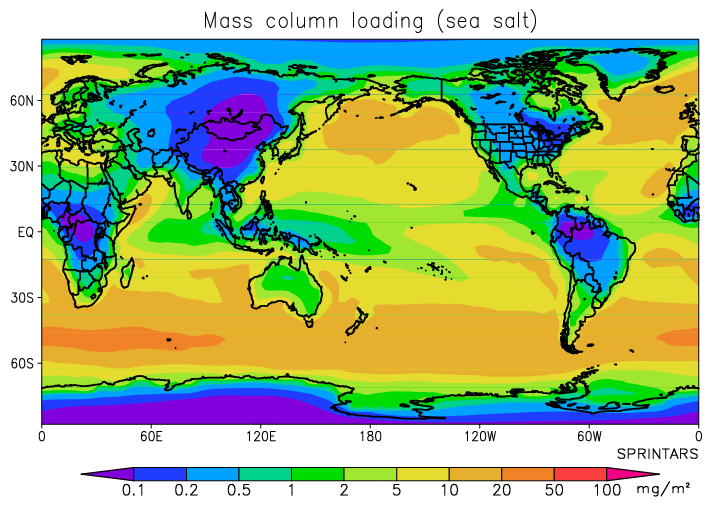 Mass column loading (sea salt)
60N
30N
EQ
30S
60S
0 60E 120E 180 120W 60W 0
SPRINTARS
0.1 0.2 0.5 1 2 5 10 20 50 100 mg/m²